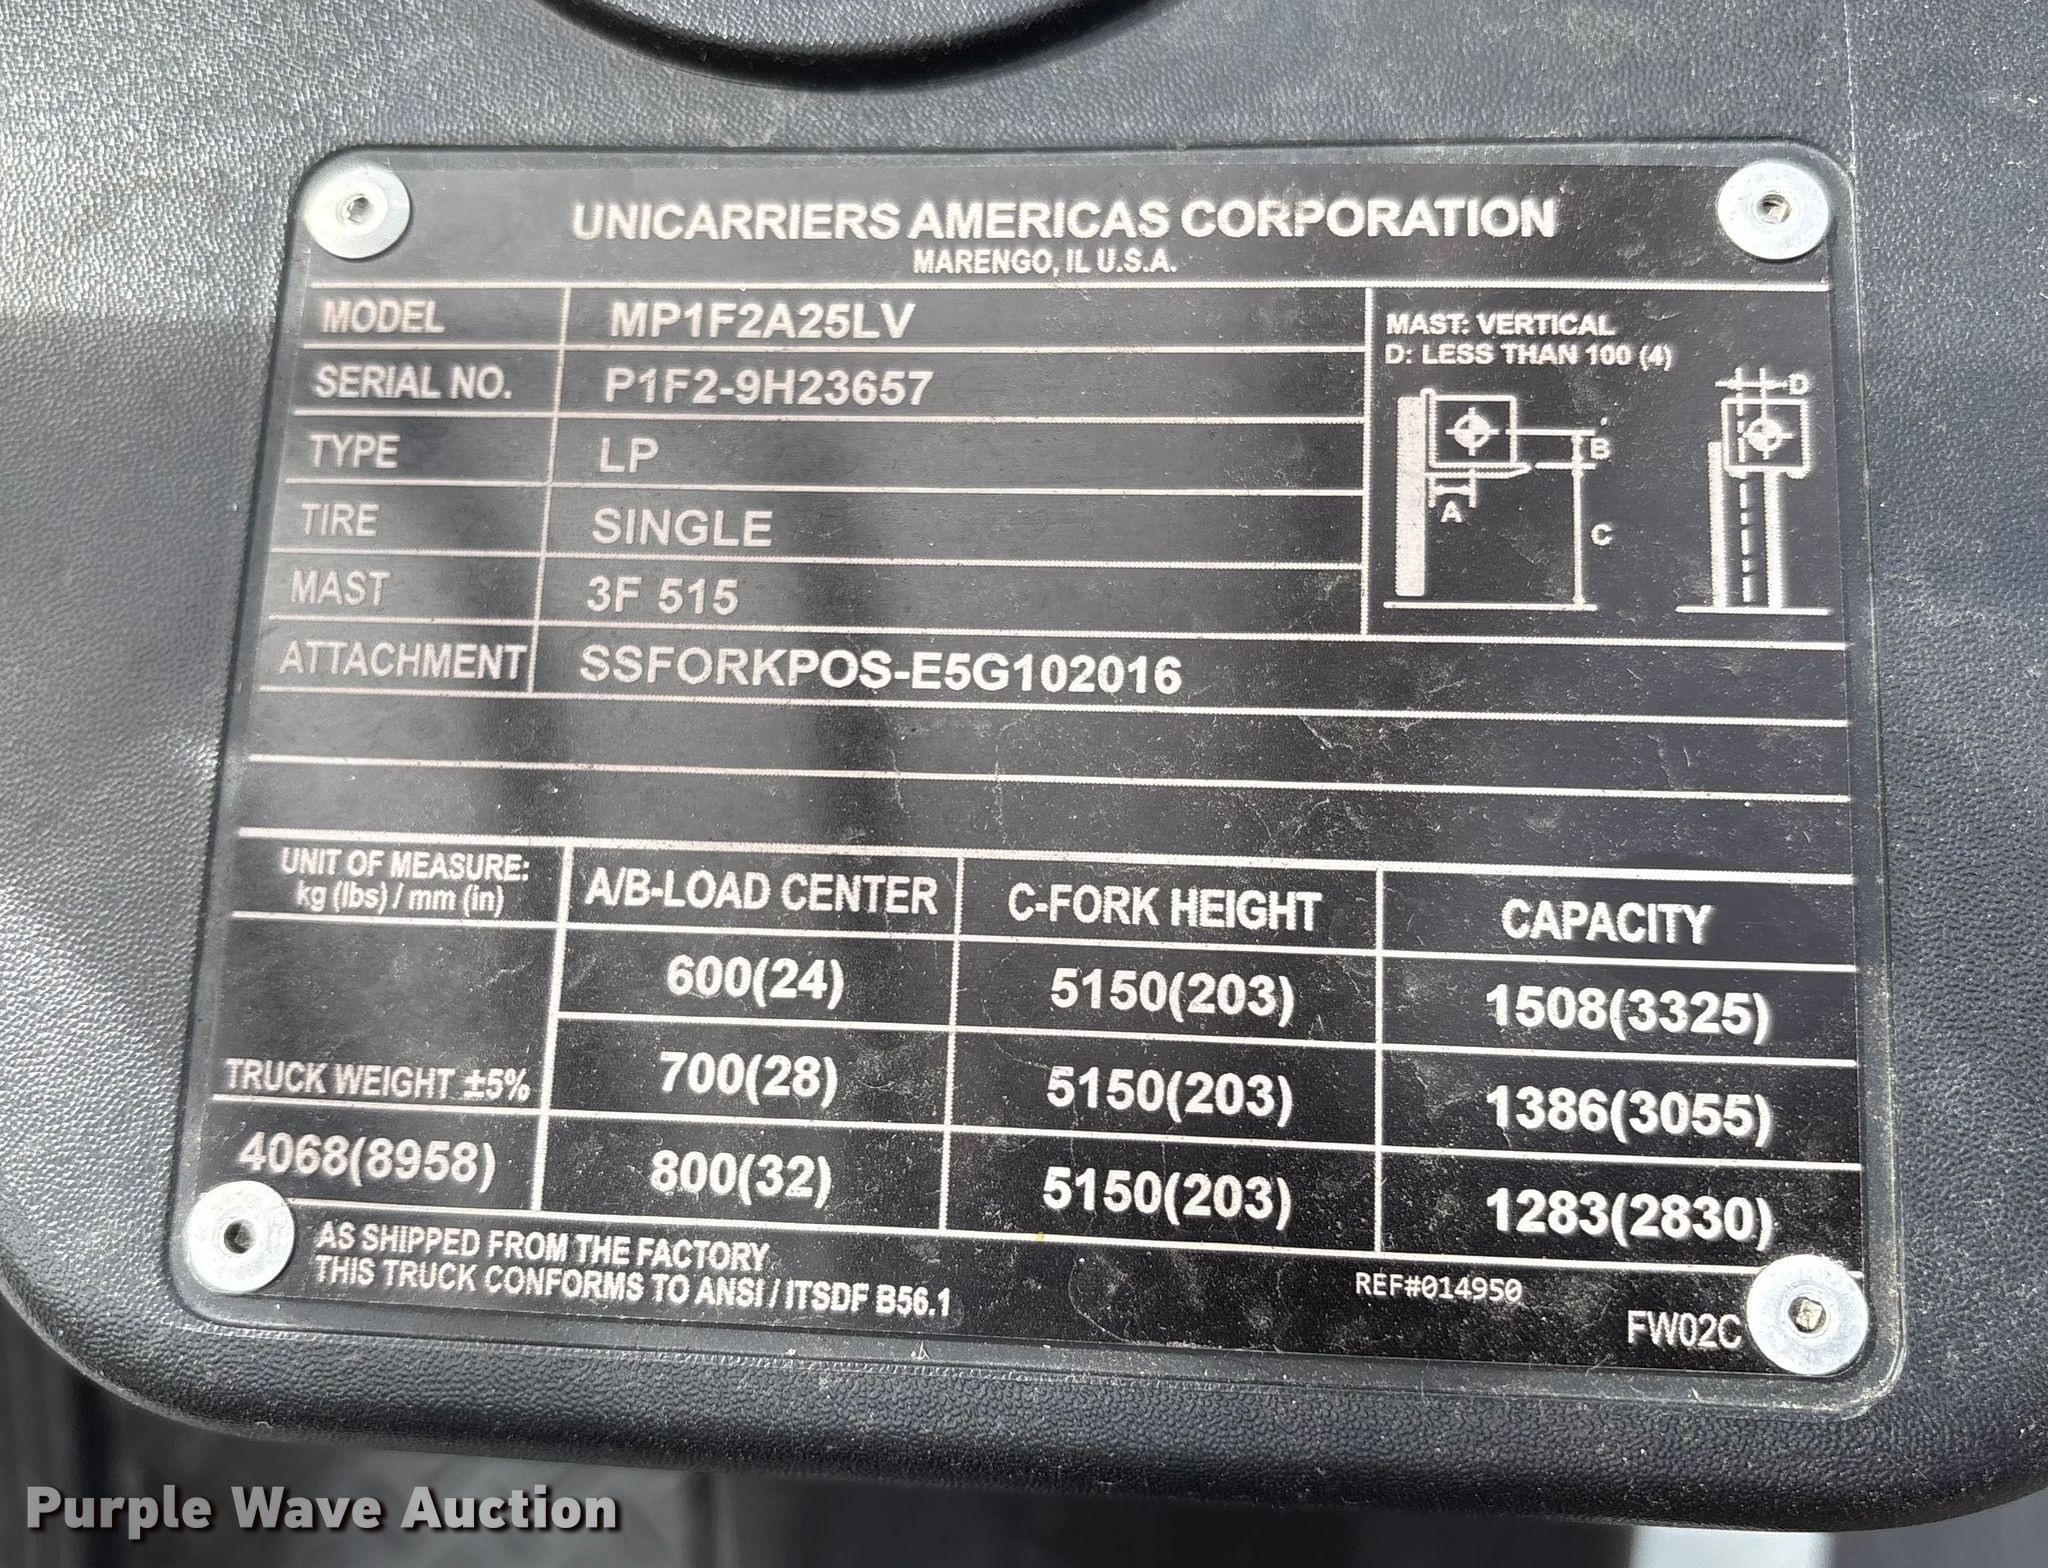 UNICARRIERS AMERICAS CORPORATION
MARENGO, IL U.S.A.
MODEL MP1F2A25LV
SERIAL NO. P1F2-9H23657
TYPE LP
TIRE SINGLE
MAST 3F 515
ATTACHMENT SSFORKPOS-E5G102016
MAST: VERTICAL
D: LESS THAN 100 (4)
D
B
A
C
UNIT OF MEASURE:
kg (lbs) / mm (in)
A/B-LOAD CENTER C-FORK HEIGHT CAPACITY
600(24) 5150(203) 1508(3325)
700(28) 5150(203) 1386(3055)
800(32) 5150(203) 1283(2830)
TRUCK WEIGHT ±5%
4068(8958)
AS SHIPPED FROM THE FACTORY
THIS TRUCK CONFORMS TO ANSI / ITSDF B56.1
REF#014950
FW02C
Purple Wave Auction